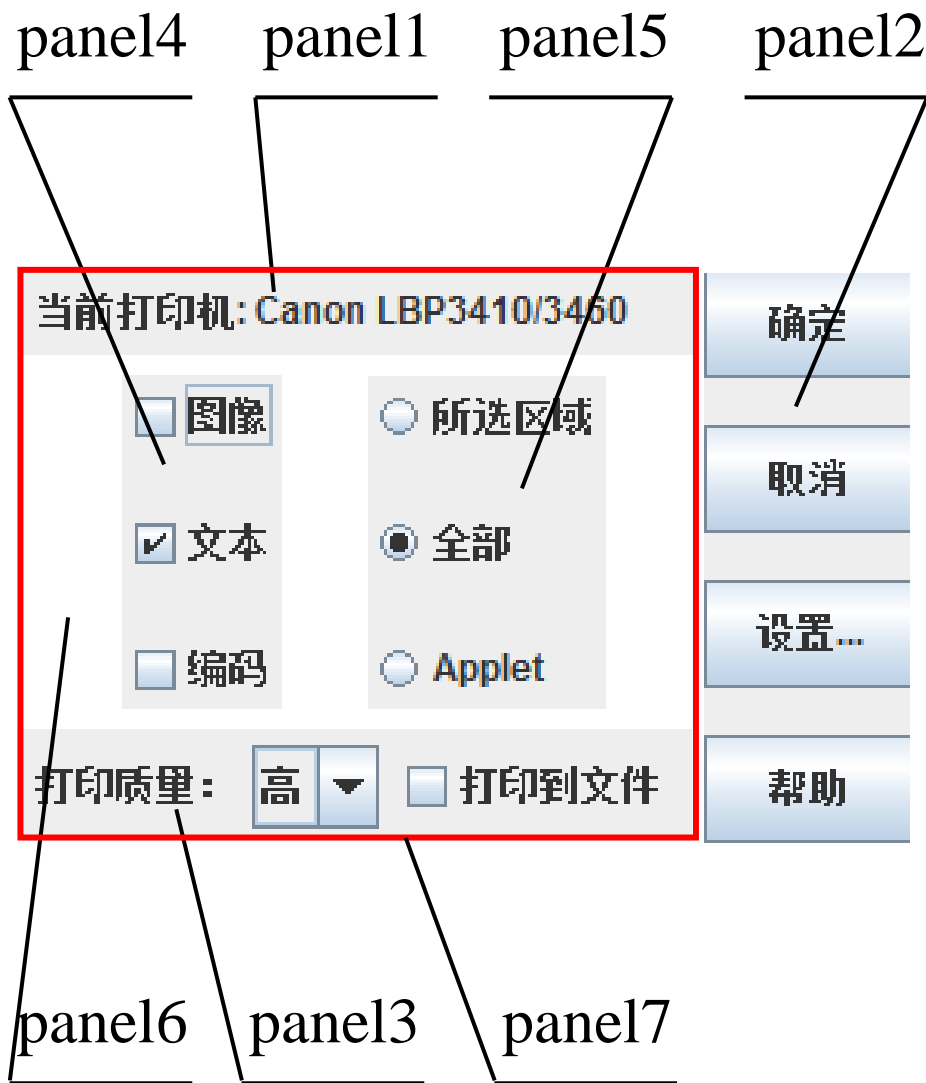 panel4 panel1 panel5 panel2
当前打印机: Canon LBP3410/3460
确定
图像
所选区域
取消
文本
全部
设置...
编码
Applet
打印质里:
高
打印到文件
帮助
panel6 panel3 panel7